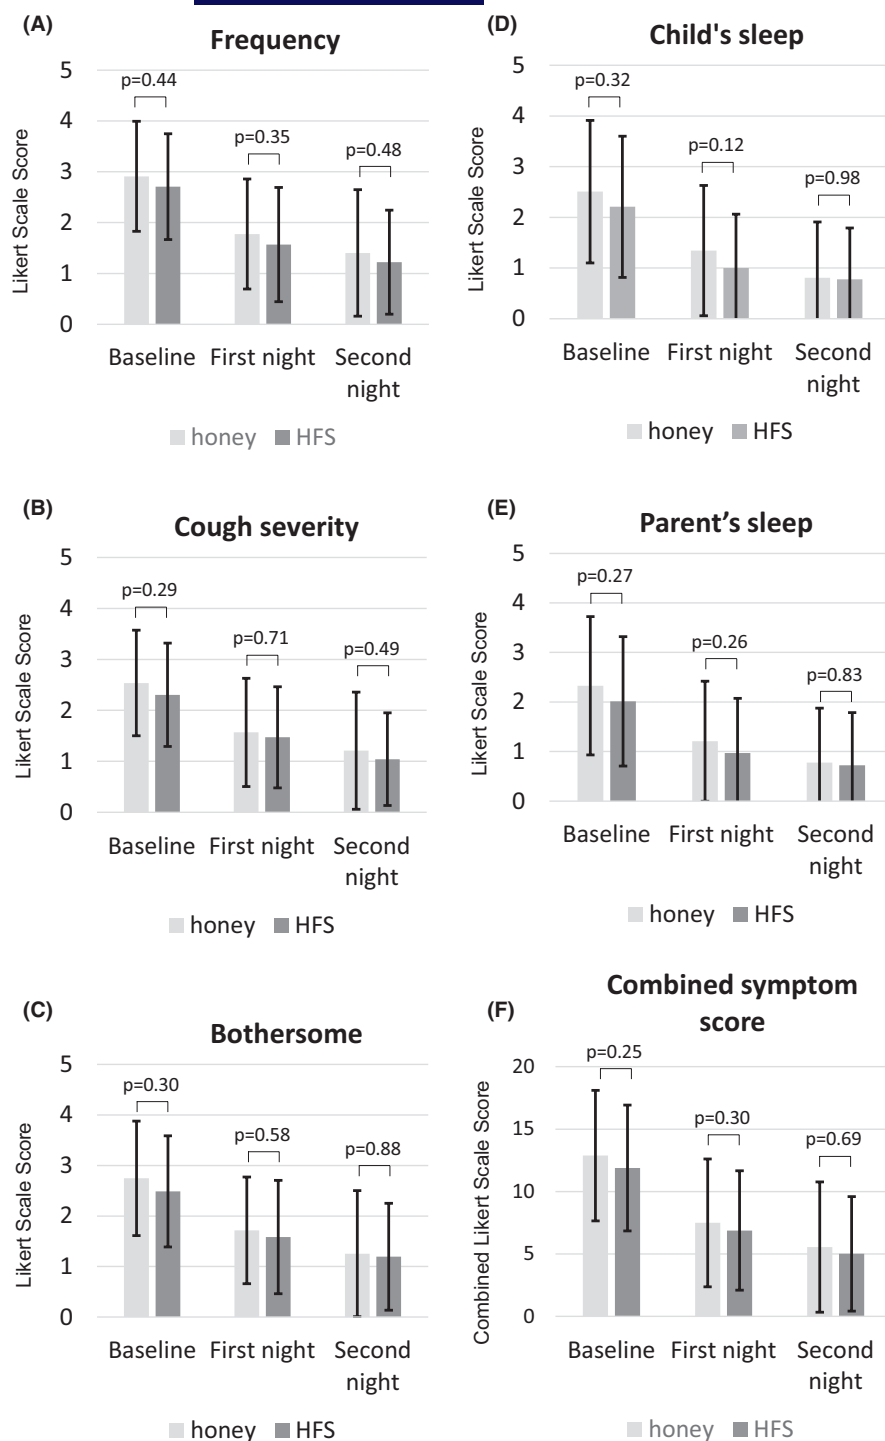 (A)
Frequency
Likert Scale Score
5
4
3
2
1
0
p=0.44
p=0.35
p=0.48
Baseline First night Second
night
honey HFS
(D)
Child's sleep
Likert Scale Score
5
4
3
2
1
0
p=0.32
p=0.12
p=0.98
Baseline First night Second
night
honey HFS
(B)
Cough severity
Likert Scale Score
5
4
3
2
1
0
p=0.29
p=0.71
p=0.49
Baseline First night Second
night
honey HFS
(E)
Parent’s sleep
Likert Scale Score
5
4
3
2
1
0
p=0.27
p=0.26
p=0.83
Baseline First night Second
night
honey HFS
(C)
Bothersome
Likert Scale Score
5
4
3
2
1
0
p=0.30
p=0.58
p=0.88
Baseline First night Second
night
honey HFS
(F)
Combined symptom
score
Combined Likert Scale Score
20
15
10
5
0
p=0.25
p=0.30
p=0.69
Baseline First night Second
night
honey HFS